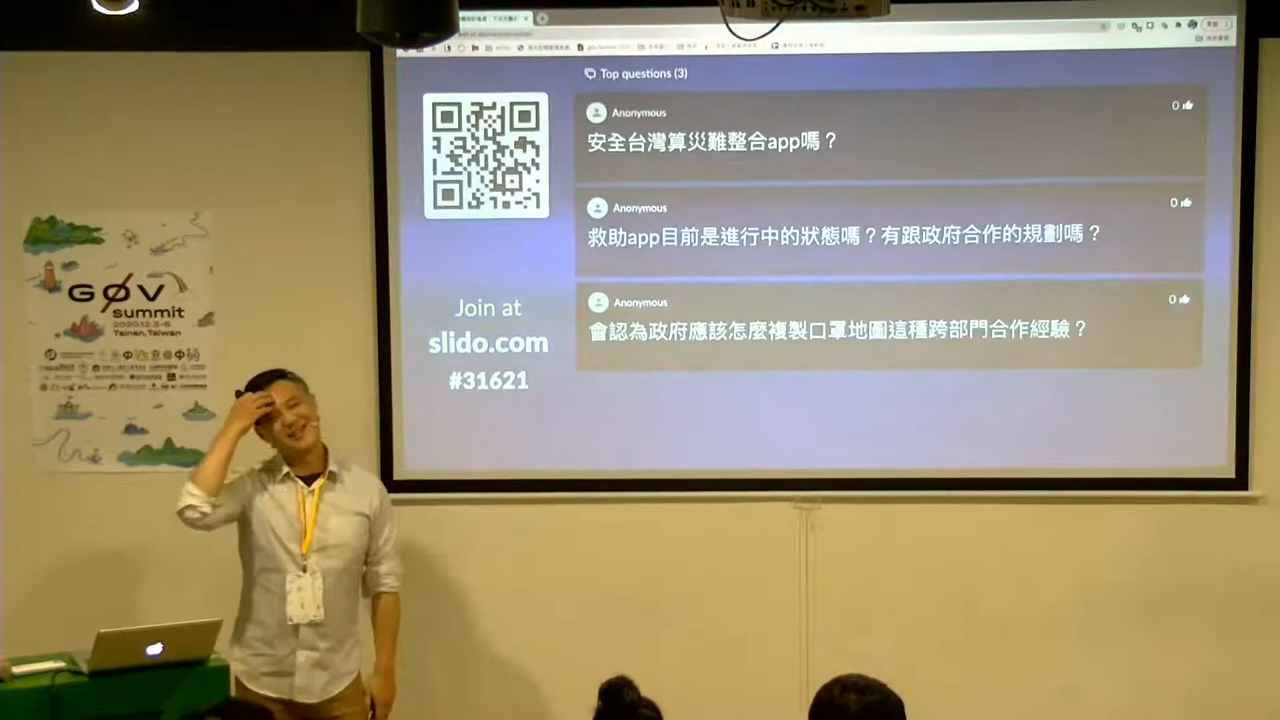 Top questions (3)
Anonymous
0
安全台灣算災難整合app嗎？
Anonymous
0
救助app目前是進行中的狀態嗎？有跟政府合作的規劃嗎？
Anonymous
0
會認為政府應該怎麼複製口罩地圖這種跨部門合作經驗？
Join at
slido.com
#31621
GØV
summit
2020.12.3-6
Tainan, Taiwan